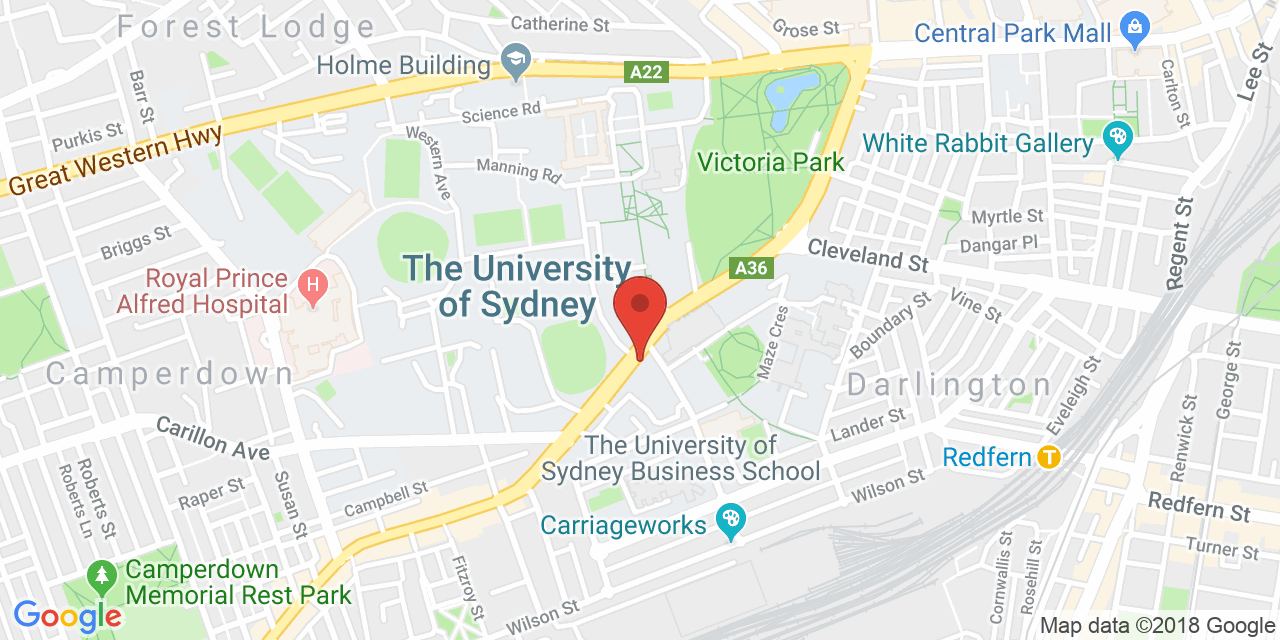 Forest Lodge
Catherine St
Grose St
Central Park Mall
Lee St
Holme Building
A22
Carlton St
Barr St
Science Rd
Purkis St
Great Western Hwy
Western Ave
Manning Rd
Victoria Park
White Rabbit Gallery
Myrtle St
Dangar Pl
Regent St
Briggs St
Cleveland St
A36
The University
of Sydney
Royal Prince
Alfred Hospital
H
Vine St
Boundary St
Maze Cres
Camperdown
Darlington
George St
Eveleigh St
Renwick St
Carillon Ave
Lander St
The University of
Sydney Business School
Redfern
T
Roberts St
Roberts Ln
Raper St
Susan St
Campbell St
Wilson St
Redfern St
Carriageworks
Turner St
Camperdown
Memorial Rest Park
Fitzroy St
Wilson St
Cornwallis St
Rosehill St
Google
Map data ©2018 Google